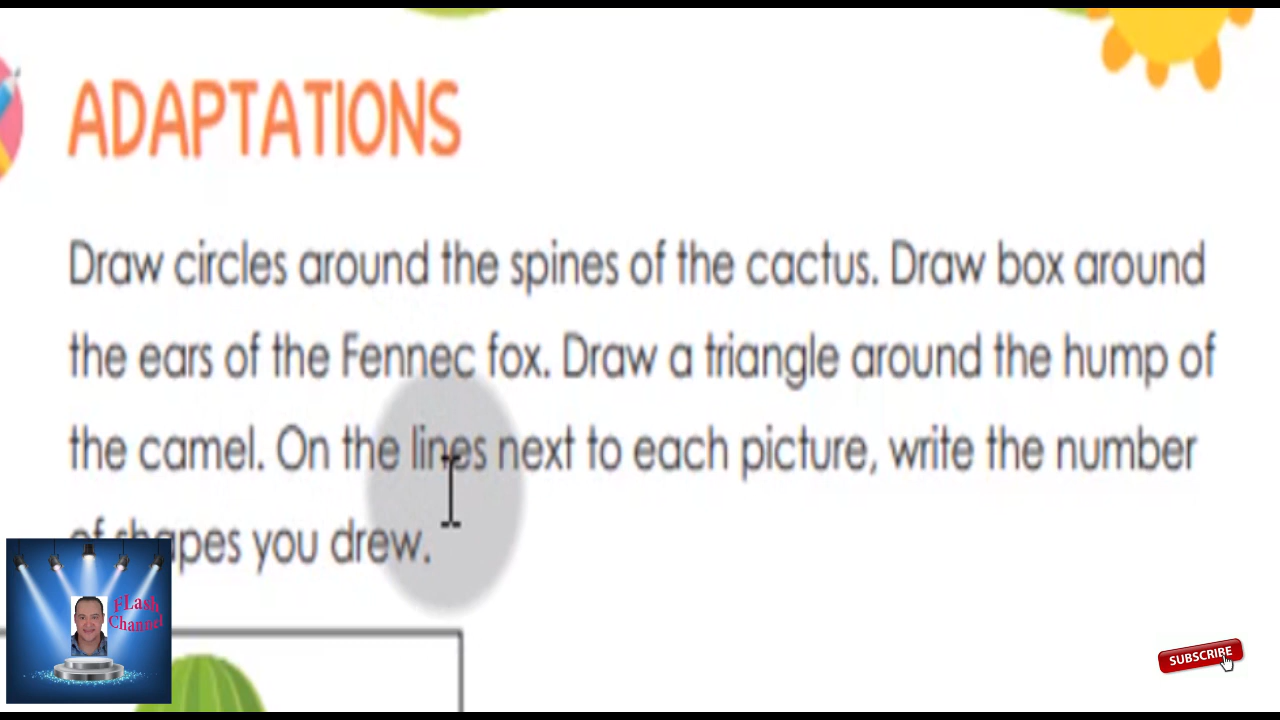 ADAPTATIONS
Draw circles around the spines of the cactus. Draw box around
the ears of the Fennec fox. Draw a triangle around the hump of
the camel. On the lines next to each picture, write the number
of shapes you drew.
FLash
Channel
SUBSCRIBE